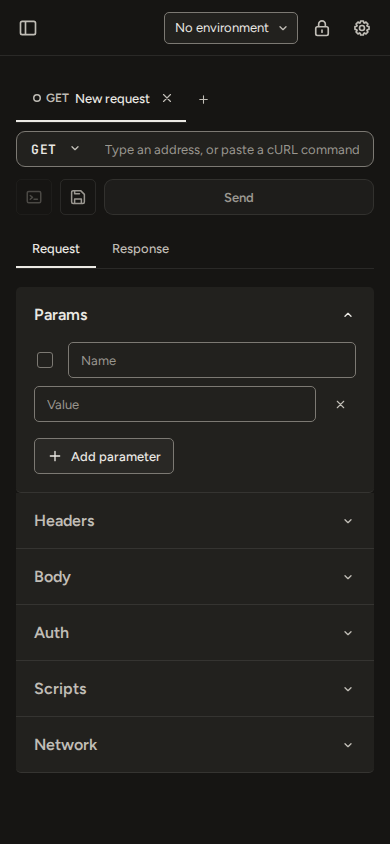 No environment
GET New request
GET Type an address, or paste a cURL command
Send
Request Response
Params
Name
Value
Add parameter
Headers
Body
Auth
Scripts
Network